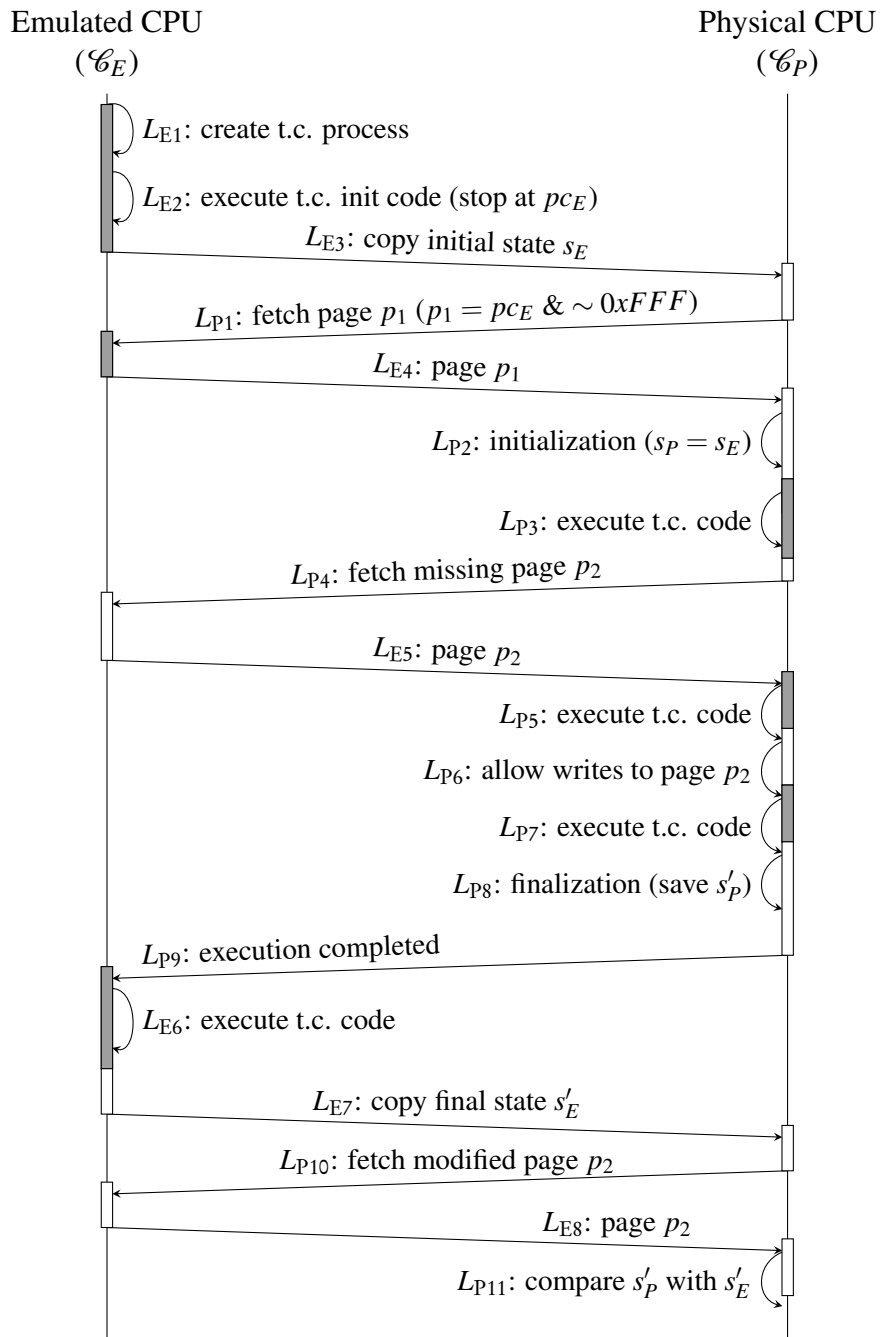 Emulated CPU
(𝒞_E)
Physical CPU
(𝒞_P)
L_E1: create t.c. process
L_E2: execute t.c. init code (stop at pc_E)
L_E3: copy initial state s_E
L_P1: fetch page p_1 (p_1 = pc_E & ∼ 0xFFF)
L_E4: page p_1
L_P2: initialization (s_P = s_E)
L_P3: execute t.c. code
L_P4: fetch missing page p_2
L_E5: page p_2
L_P5: execute t.c. code
L_P6: allow writes to page p_2
L_P7: execute t.c. code
L_P8: finalization (save s′_P)
L_P9: execution completed
L_E6: execute t.c. code
L_E7: copy final state s′_E
L_P10: fetch modified page p_2
L_E8: page p_2
L_P11: compare s′_P with s′_E